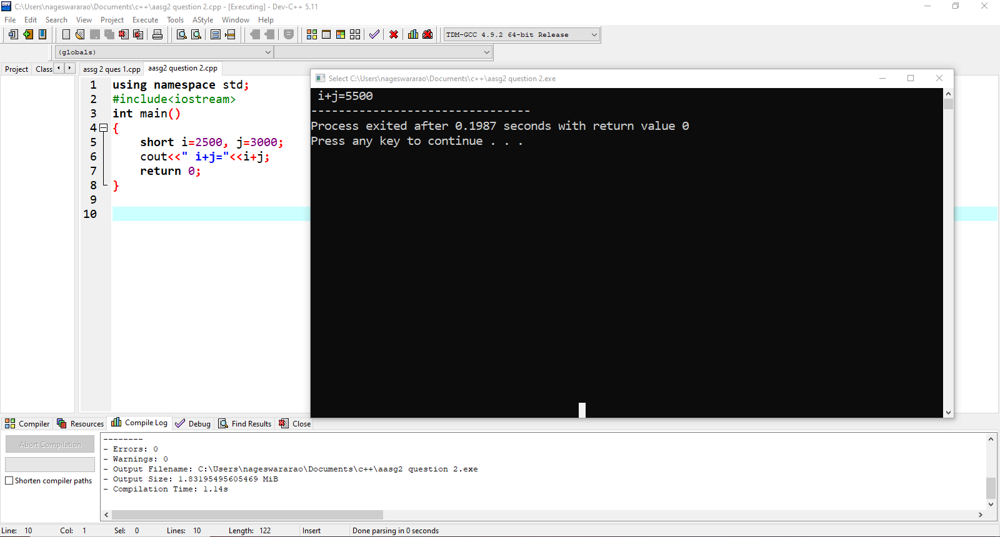 C:\Users\nageswararao\Documents\c++\aasg2 question 2.cpp - [Executing] - Dev-C++ 5.11
File Edit Search View Project Execute Tools AStyle Window Help
TDM-GCC 4.9.2 64-bit Release
(globals)
Project Class assg 2 ques 1.cpp aasg2 question 2.cpp
1 using namespace std;
2 #include<iostream>
3 int main()
4 {
5 short i=2500, j=3000;
6 cout<<" i+j="<<i+j;
7 return 0;
8 }
9
10
Select C:\Users\nageswararao\Documents\c++\aasg2 question 2.exe
i+j=5500
--------------------------------
Process exited after 0.1987 seconds with return value 0
Press any key to continue . . .
Compiler Resources Compile Log Debug Find Results Close
Abort Compilation
Shorten compiler paths
--------
- Errors: 0
- Warnings: 0
- Output Filename: C:\Users\nageswararao\Documents\c++\aasg2 question 2.exe
- Output Size: 1.83195495605469 MiB
- Compilation Time: 1.14s
Line: 10 Col: 1 Sel: 0 Lines: 10 Length: 122 Insert Done parsing in 0 seconds